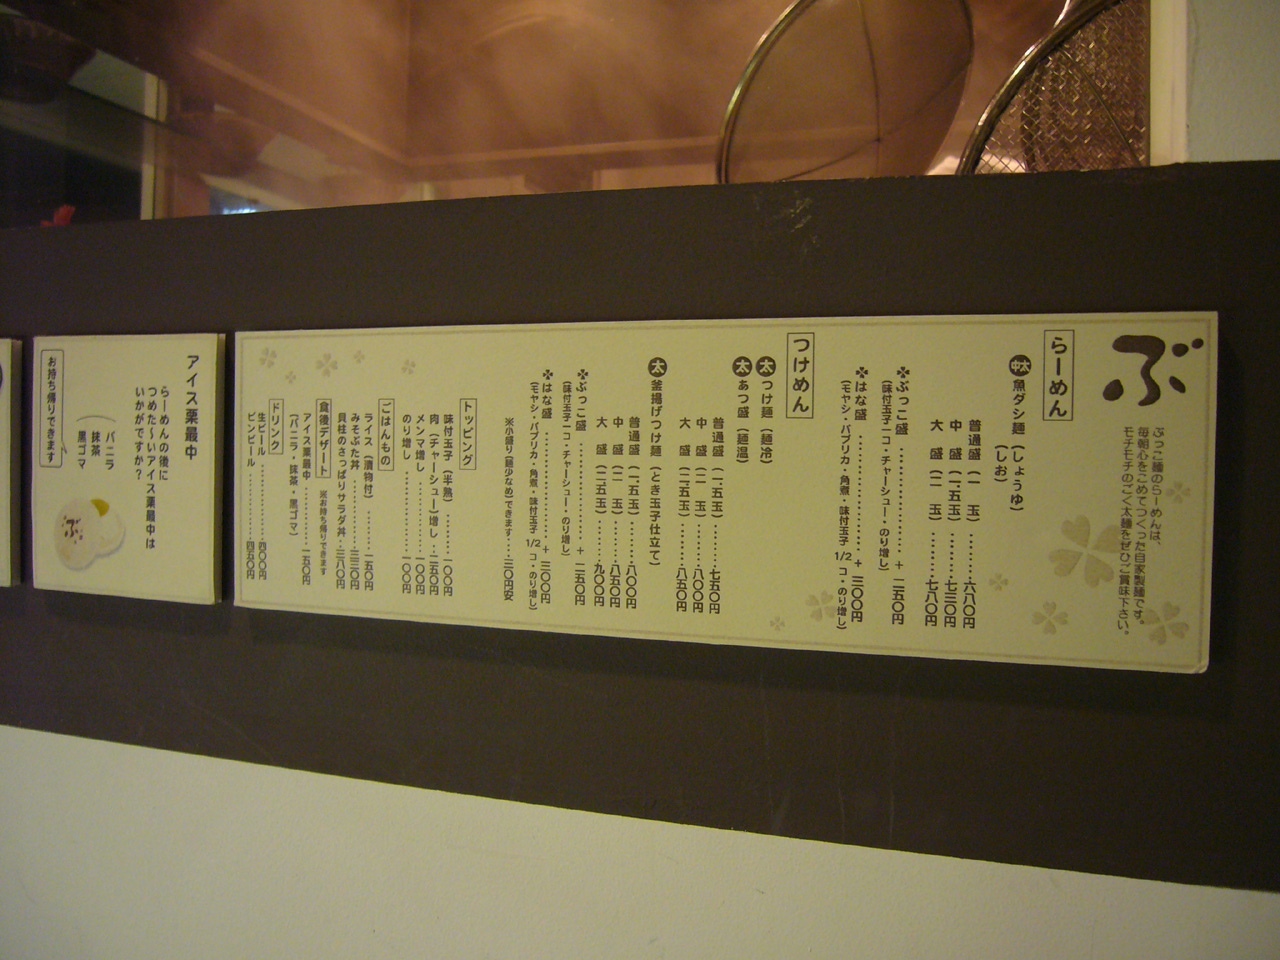 ぶ
ぶっこ麺のらーめんは、
毎朝心をこめてつくった自家製麺です。
モチモチのごく太麺をぜひご賞味下さい。
らーめん
中太 魚ダシ麺（しょうゆ）
（しお）
普通盛（一　玉）……六八〇円
中　盛（一.五玉）……七三〇円
大　盛（二　玉）……七八〇円
ぶっこ盛……………＋二五〇円
（味付玉子一コ・チャーシュー・のり増し）
はな盛……………＋三〇〇円
（モヤシ・パプリカ・角煮・味付玉子1/2コ・のり増し）
つけめん
太 つけ麺（麺冷）
太 あつ盛（麺温）
普通盛（一.五玉）……七五〇円
中　盛（二　玉）……八〇〇円
大　盛（二.五玉）……八五〇円
太 釜揚げつけ麺（とき玉子仕立て）
普通盛（一.五玉）……八〇〇円
中　盛（二　玉）……八五〇円
大　盛（二.五玉）……九〇〇円
ぶっこ盛……………＋二五〇円
（味付玉子一コ・チャーシュー・のり増し）
はな盛……………＋三〇〇円
（モヤシ・パプリカ・角煮・味付玉子1/2コ・のり増し）
※小盛り（麺少なめ）できます…三〇円安
トッピング
味付玉子（半熟）……一〇〇円
肉（チャーシュー）増し…二五〇円
メンマ増し……一〇〇円
のり増し……一〇〇円
ごはんもの
ライス（漬物付）……一五〇円
みそぶた丼……三三〇円
貝柱のさっぱりサラダ丼…三八〇円
食後デザート ※お持ち帰りできます
アイス栗最中……一五〇円
（バニラ・抹茶・黒ゴマ）
ドリンク
生ビール……四〇〇円
ビンビール……四五〇円
アイス栗最中
らーめんの後に
つめた〜いアイス栗最中は
いかがですか？
（バニラ
抹茶
黒ゴマ
お持ち帰りできます
ぶ